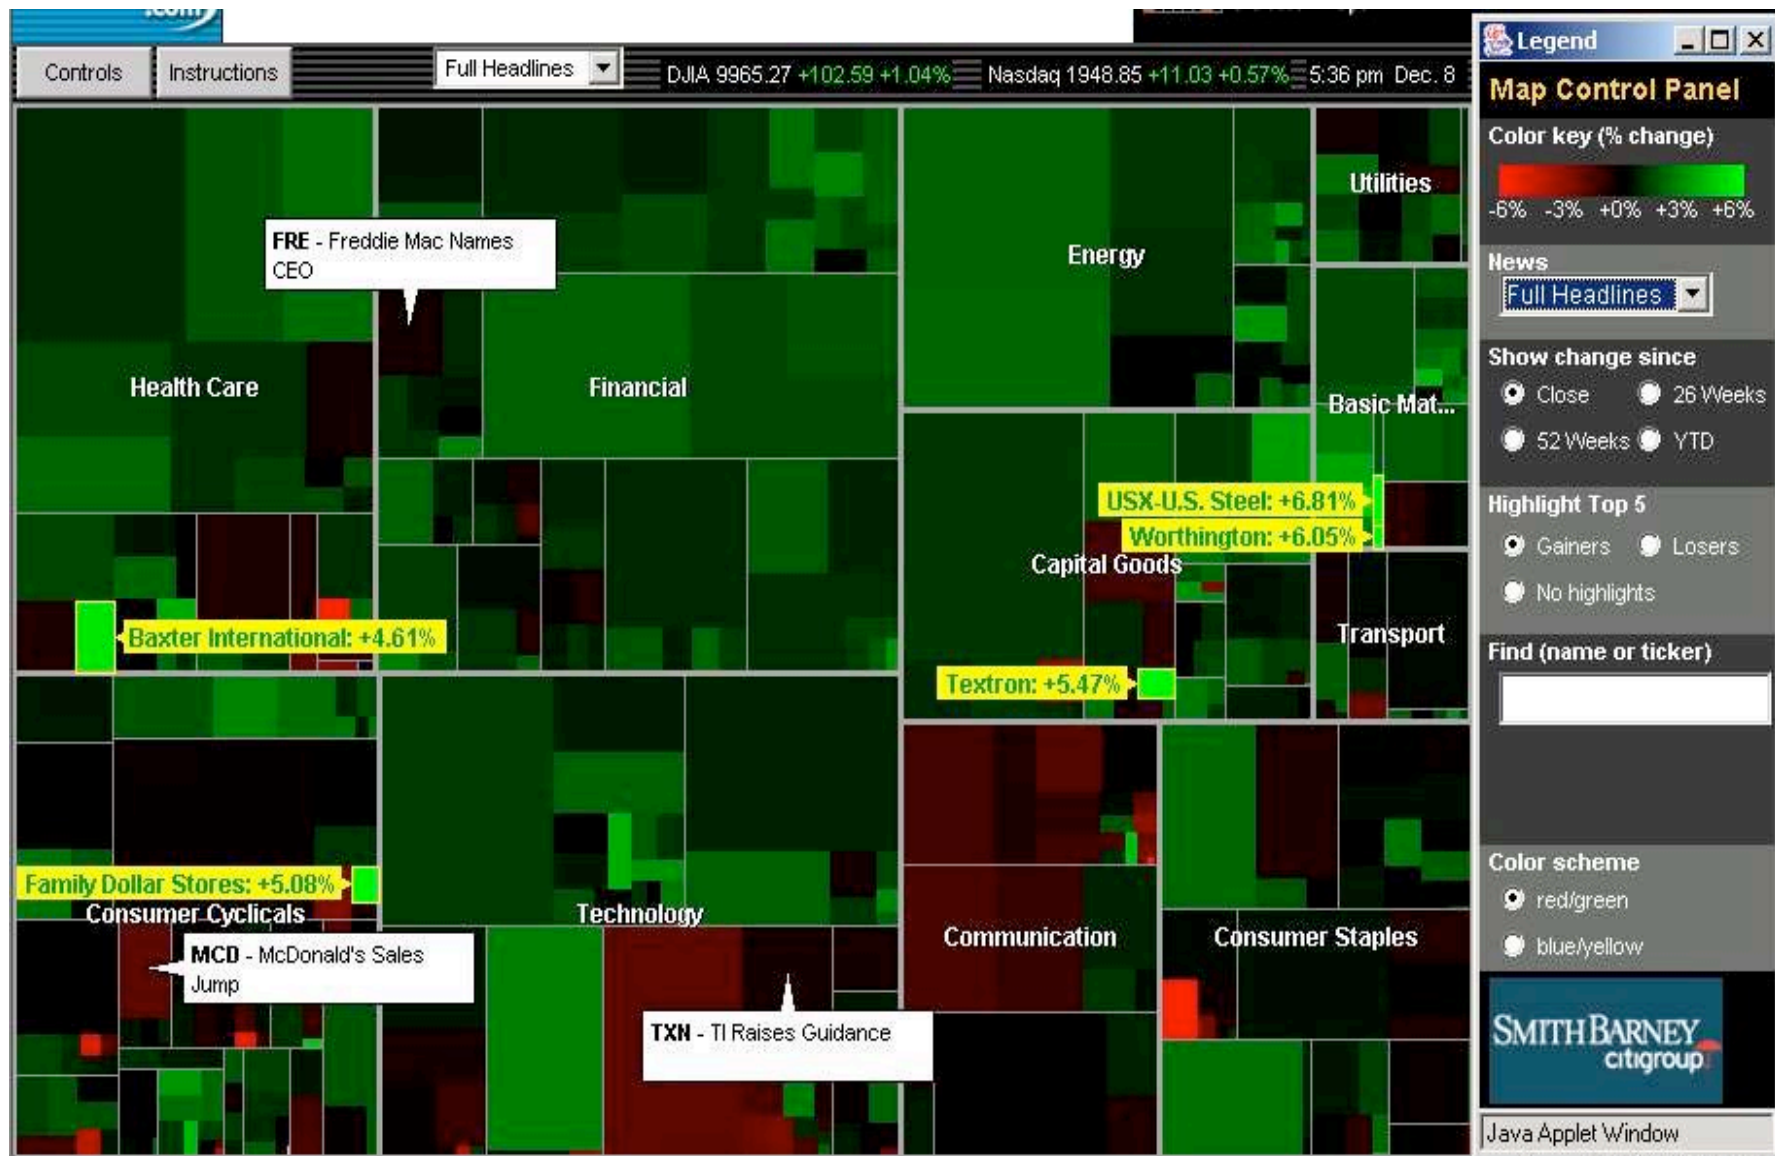 .com
Controls
Instructions
Full Headlines
DJIA 9965.27 +102.59 +1.04%
Nasdaq 1948.85 +11.03 +0.57%
5:36 pm Dec. 8
Health Care
FRE - Freddie Mac Names
CEO
Financial
Energy
Utilities
Basic Mat...
USX-U.S. Steel: +6.81%
Worthington: +6.05%
Capital Goods
Transport
Baxter International: +4.61%
Textron: +5.47%
Family Dollar Stores: +5.08%
Consumer Cyclicals
Technology
Communication
Consumer Staples
MCD - McDonald's Sales
Jump
TXN - TI Raises Guidance
Legend
Map Control Panel
Color key (% change)
-6% -3% +0% +3% +6%
News
Full Headlines
Show change since
Close
26 Weeks
52 Weeks
YTD
Highlight Top 5
Gainers
Losers
No highlights
Find (name or ticker)
Color scheme
red/green
blue/yellow
SMITH BARNEY
citigroup
Java Applet Window